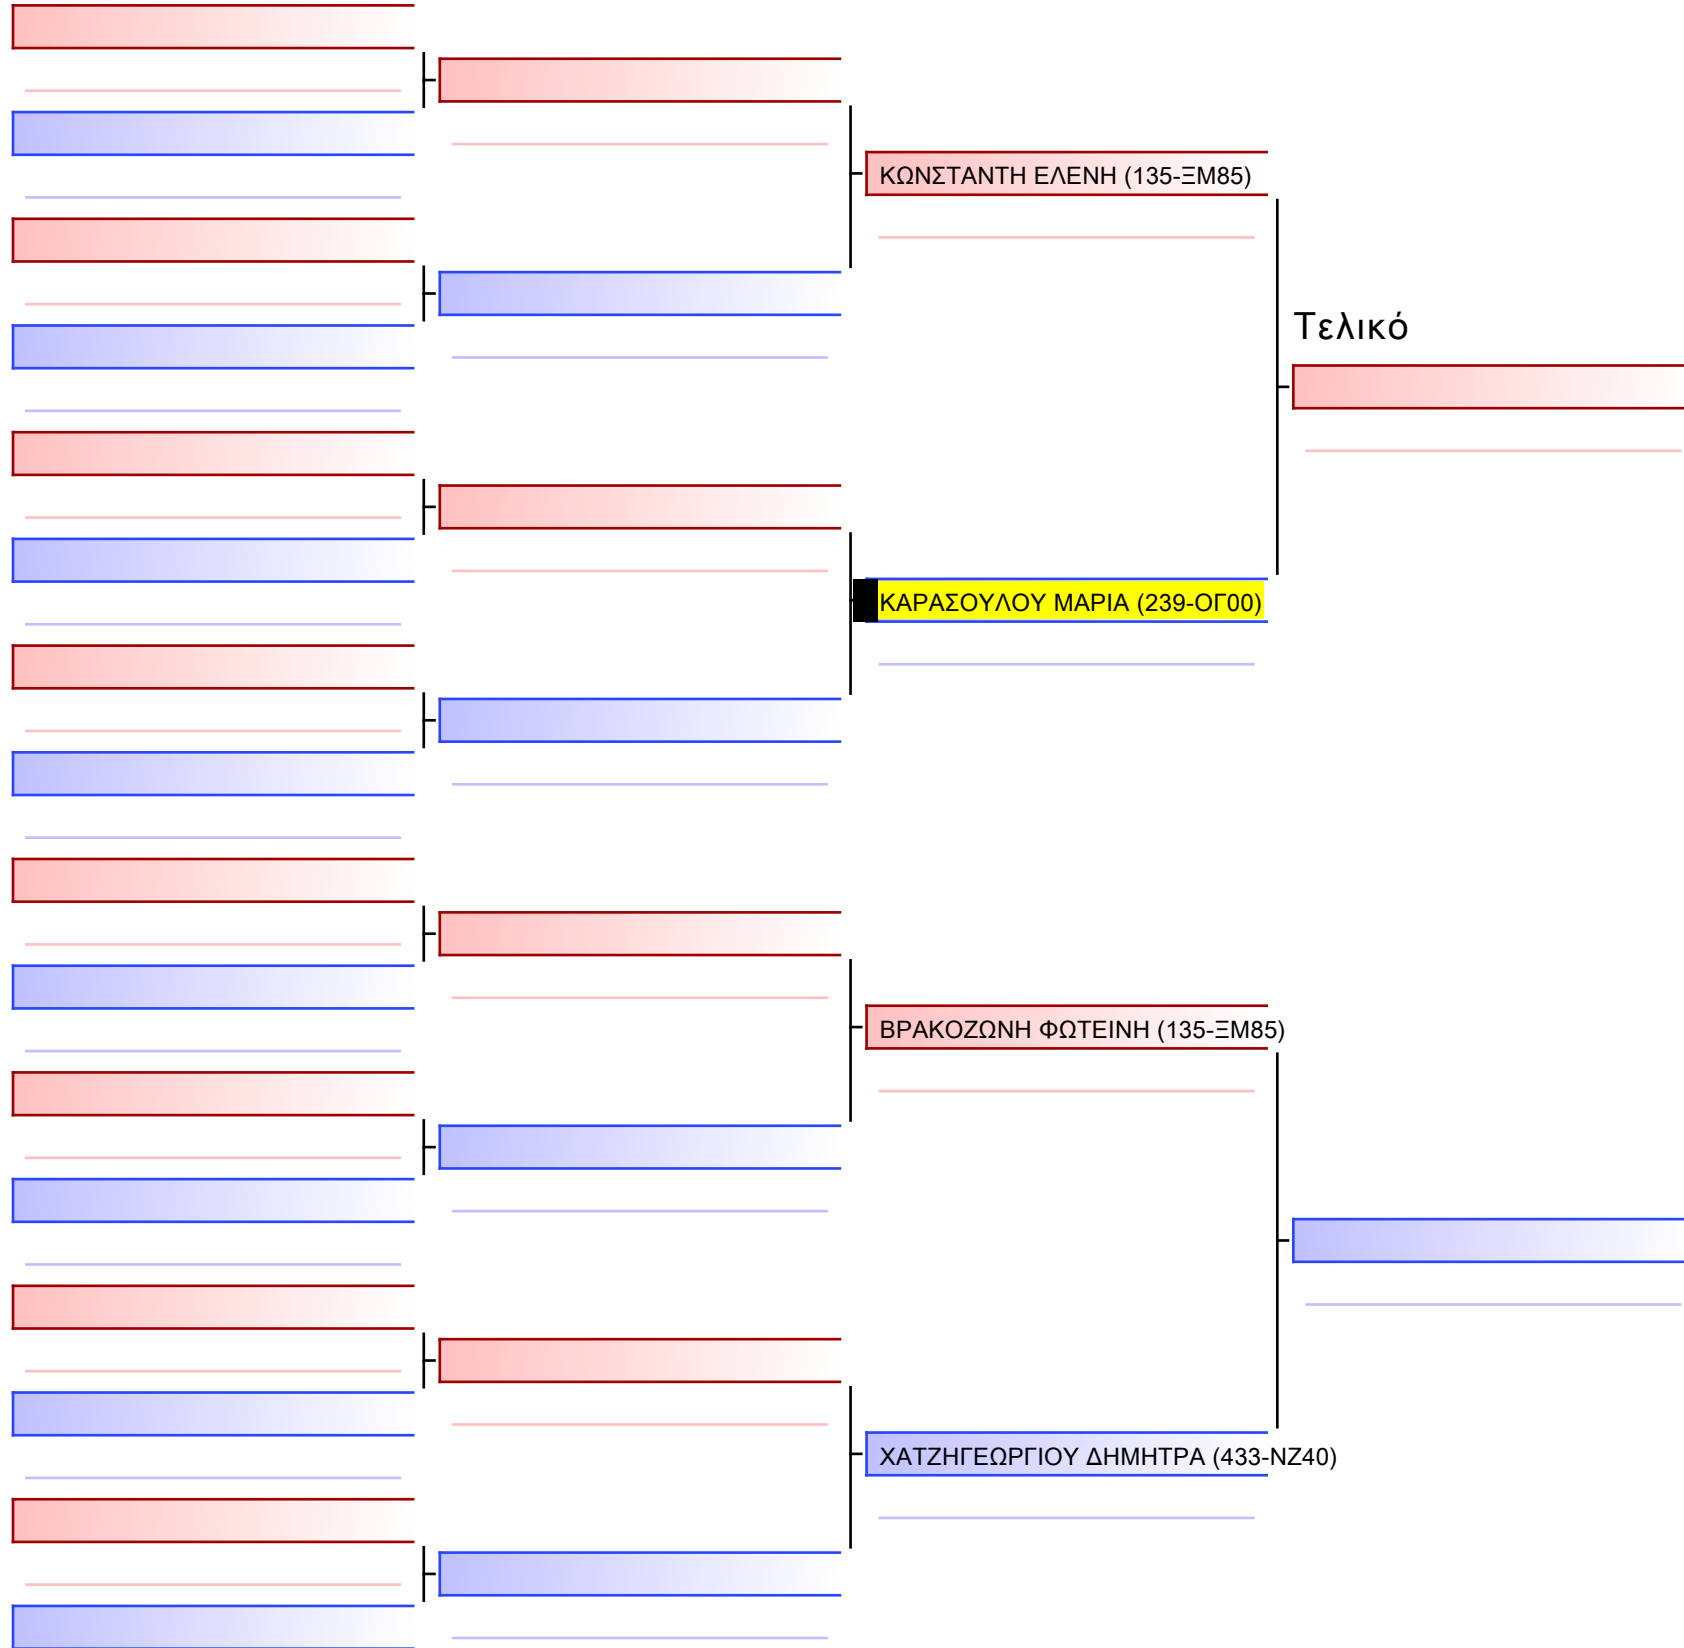 ΚΩΝΣΤΑΝΤΗ ΕΛΕΝΗ (135-ΞΜ85)
Τελικό
ΚΑΡΑΣΟΥΛΟΥ ΜΑΡΙΑ (239-ΟΓ00)
ΒΡΑΚΟΖΩΝΗ ΦΩΤΕΙΝΗ (135-ΞΜ85)
ΧΑΤΖΗΓΕΩΡΓΙΟΥ ΔΗΜΗΤΡΑ (433-ΝΖ40)